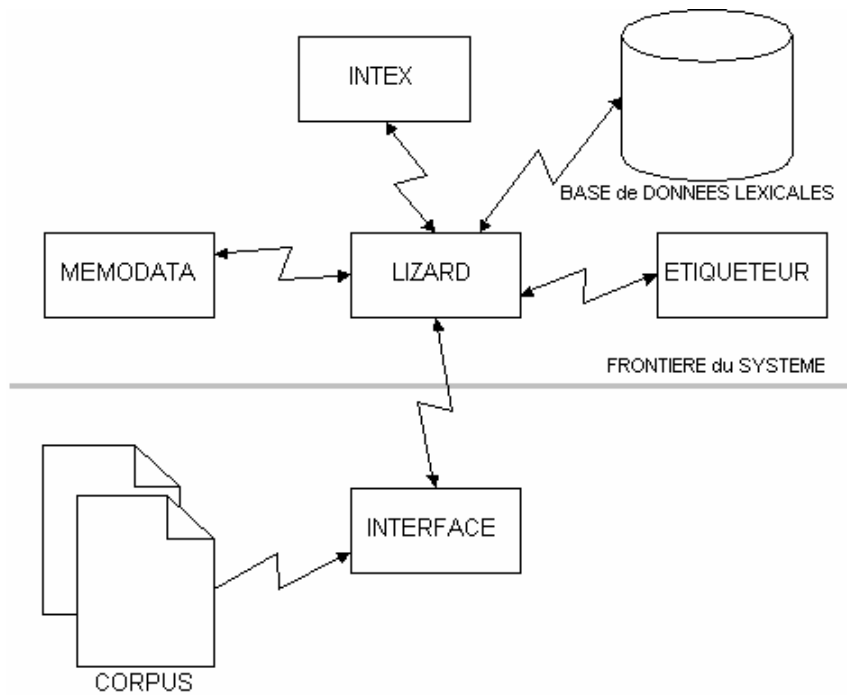 INTEX
BASE de DONNEES LEXICALES
MEMODATA
LIZARD
ETIQUETEUR
FRONTIERE du SYSTEME
INTERFACE
CORPUS